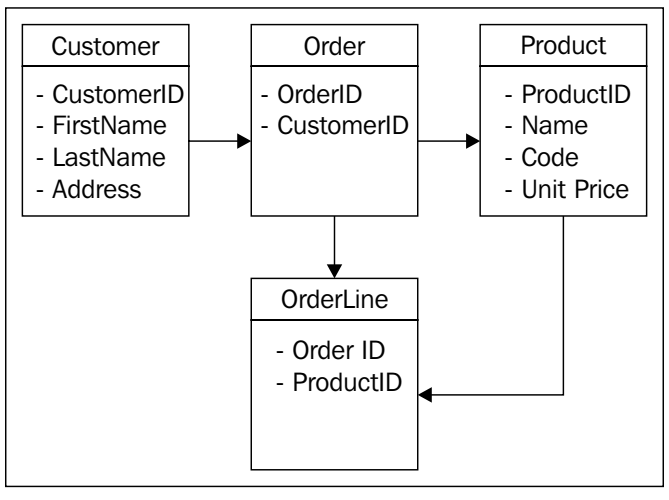 Customer
- CustomerID
- FirstName
- LastName
- Address
Order
- OrderID
- CustomerID
Product
- ProductID
- Name
- Code
- Unit Price
OrderLine
- Order ID
- ProductID